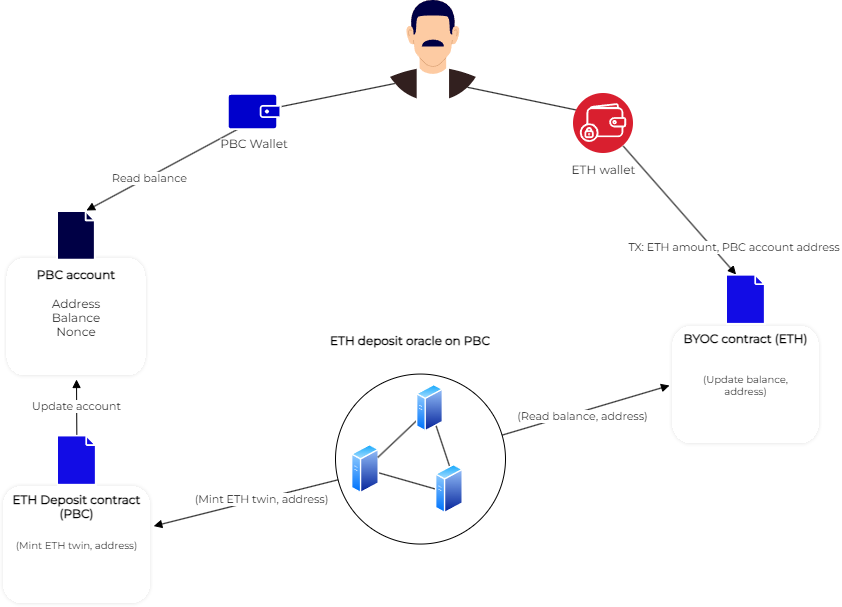 PBC Wallet
ETH wallet
Read balance
TX: ETH amount, PBC account address
PBC account
Address
Balance
Nonce
ETH deposit oracle on PBC
BYOC contract (ETH)
(Update balance,
address)
Update account
(Read balance, address)
ETH Deposit contract
(PBC)
(Mint ETH twin, address)
(Mint ETH twin, address)